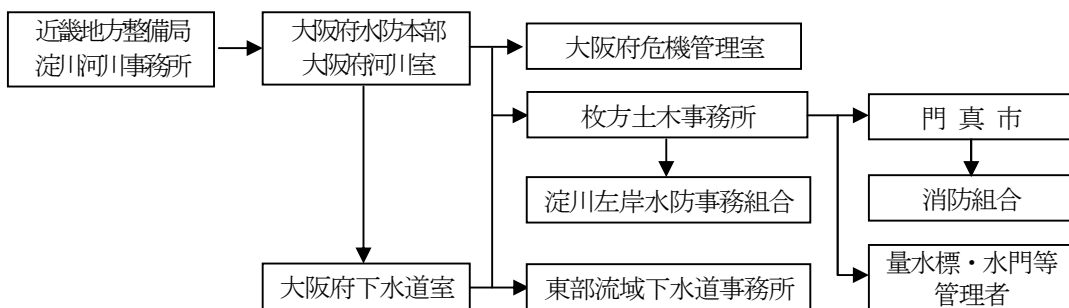 近畿地方整備局
淀川河川事務所
大阪府水防本部
大阪府河川室
大阪府危機管理室
枚方土木事務所
門真市
淀川左岸水防事務組合
消防組合
大阪府下水道室
東部流域下水道事務所
量水標・水門等
管理者